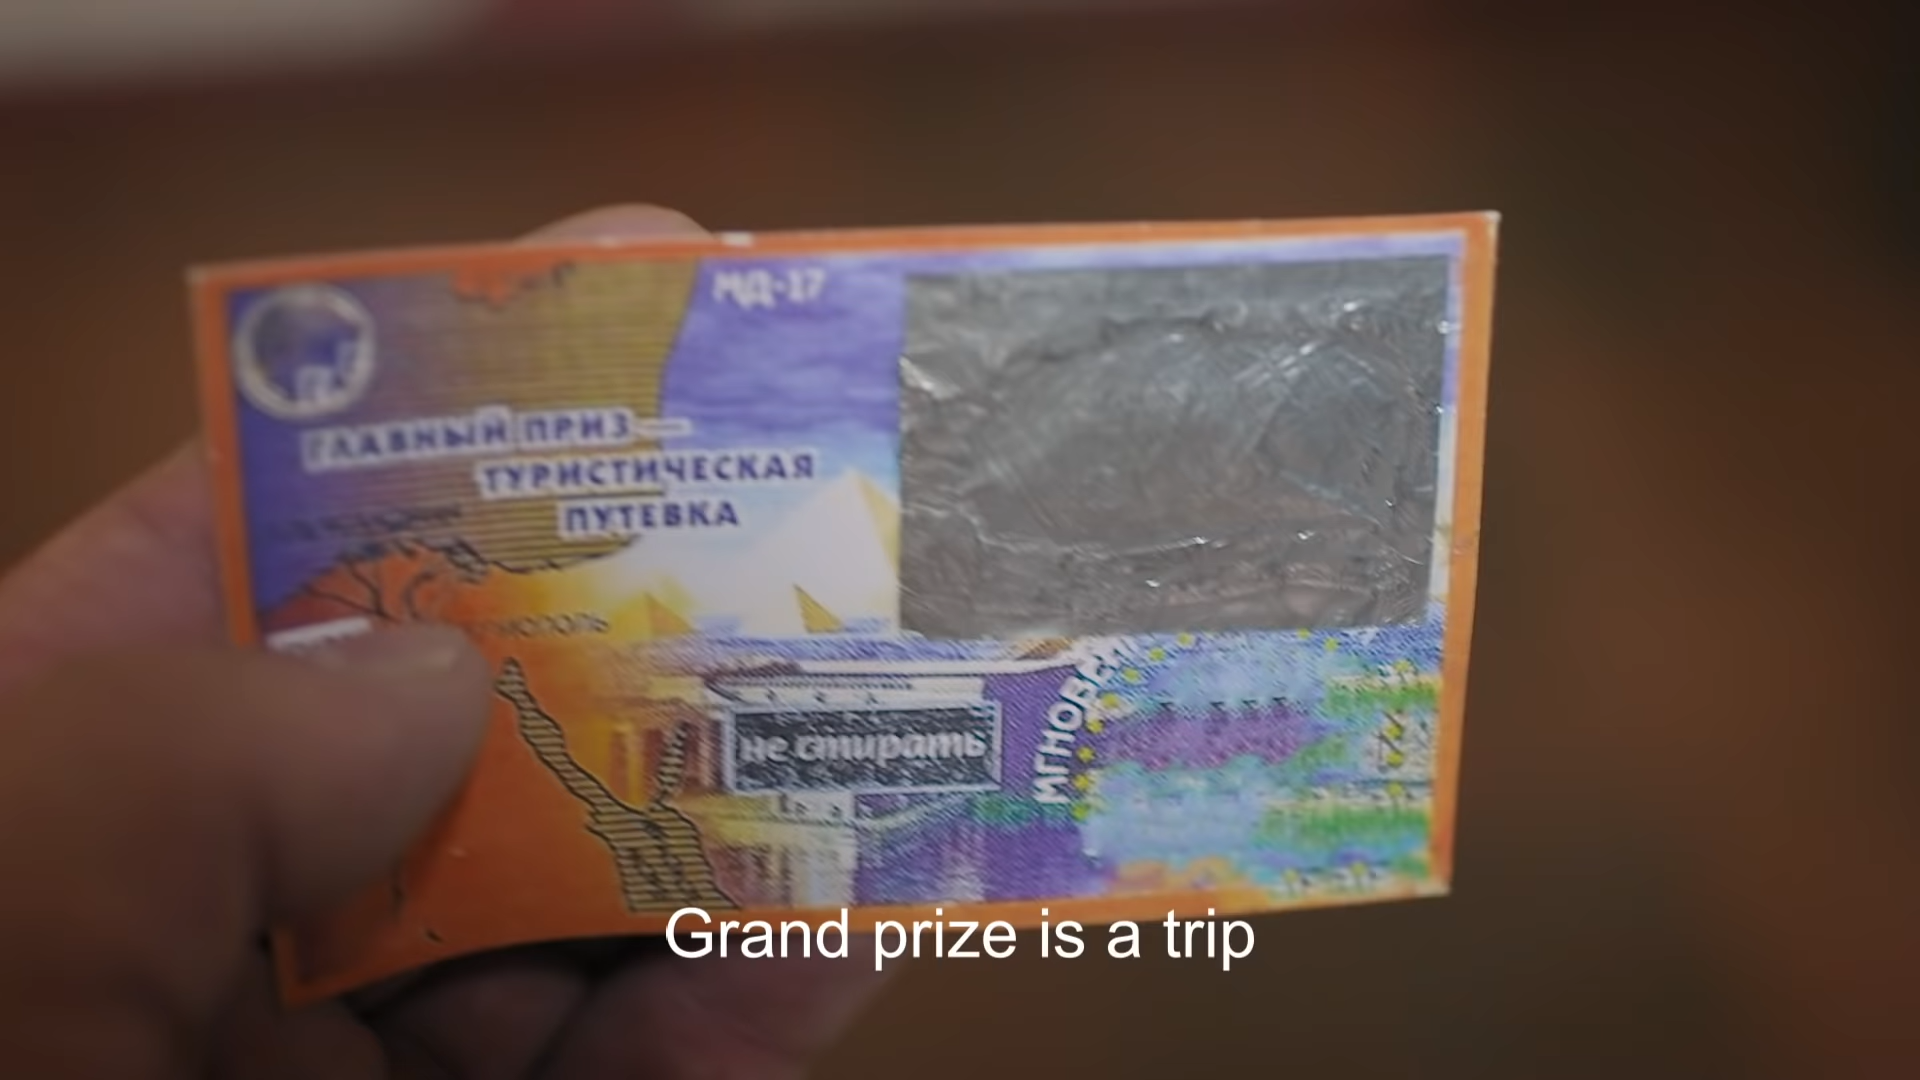 МД-17
ГЛАВНЫЙ ПРИЗ —
ТУРИСТИЧЕСКАЯ
ПУТЕВКА
не стирать
Grand prize is a trip